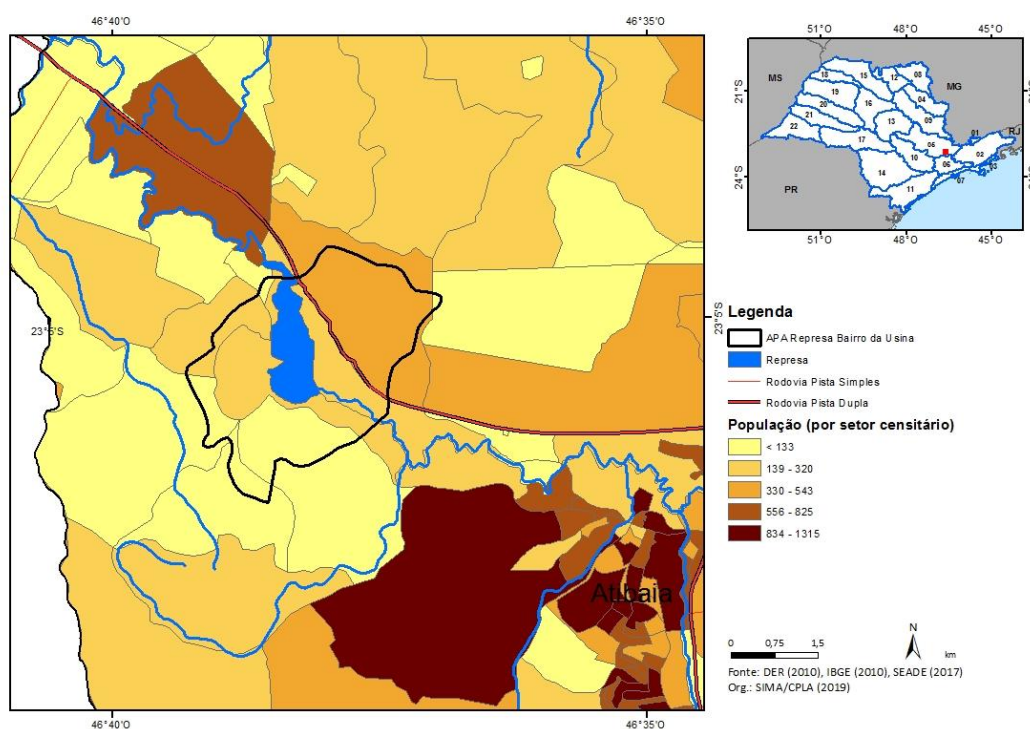 46°40'O
46°35'O
23°5'S
23°5'S
Atibaia
46°40'O
46°35'O
51°O
48°O
45°O
MS
MG
RJ
PR
21°S
24°S
51°O
48°O
45°O
18
15
12
08
19
16
04
20
13
09
21
22
17
06
01
10
06
02
03
14
07
11
Legenda
APA Represa Bairro da Usina
Represa
Rodovia Pista Simples
Rodovia Pista Dupla
População (por setor censitário)
< 133
139 - 320
330 - 543
556 - 825
834 - 1315
0 0,75 1,5
km
N
Fonte: DER (2010), IBGE (2010), SEADE (2017)
Org.: SIMA/CPLA (2019)